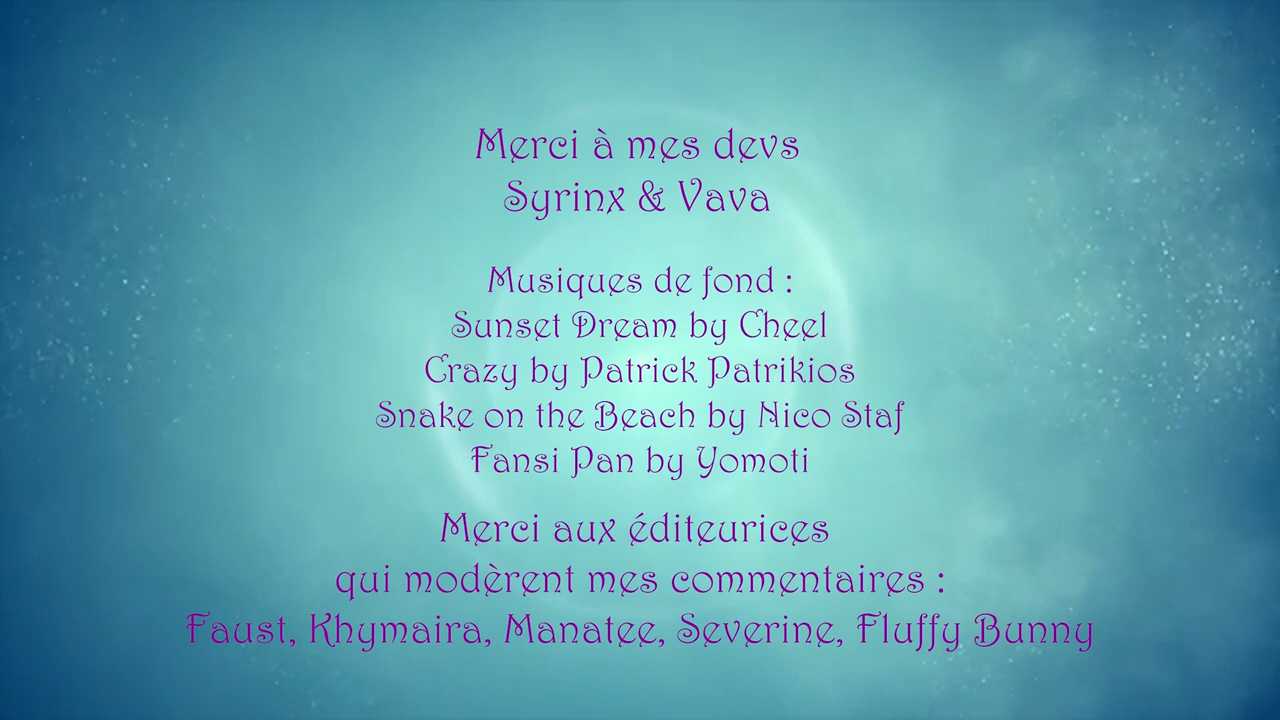 Merci à mes devs
Syrinx & Vava
Musiques de fond :
Sunset Dream by Cheel
Crazy by Patrick Patrikios
Snake on the Beach by Nico Staf
Fansi Pan by Yomoti
Merci aux éditeurices
qui modèrent mes commentaires :
Faust, Khymaira, Manatee, Severine, Fluffy Bunny